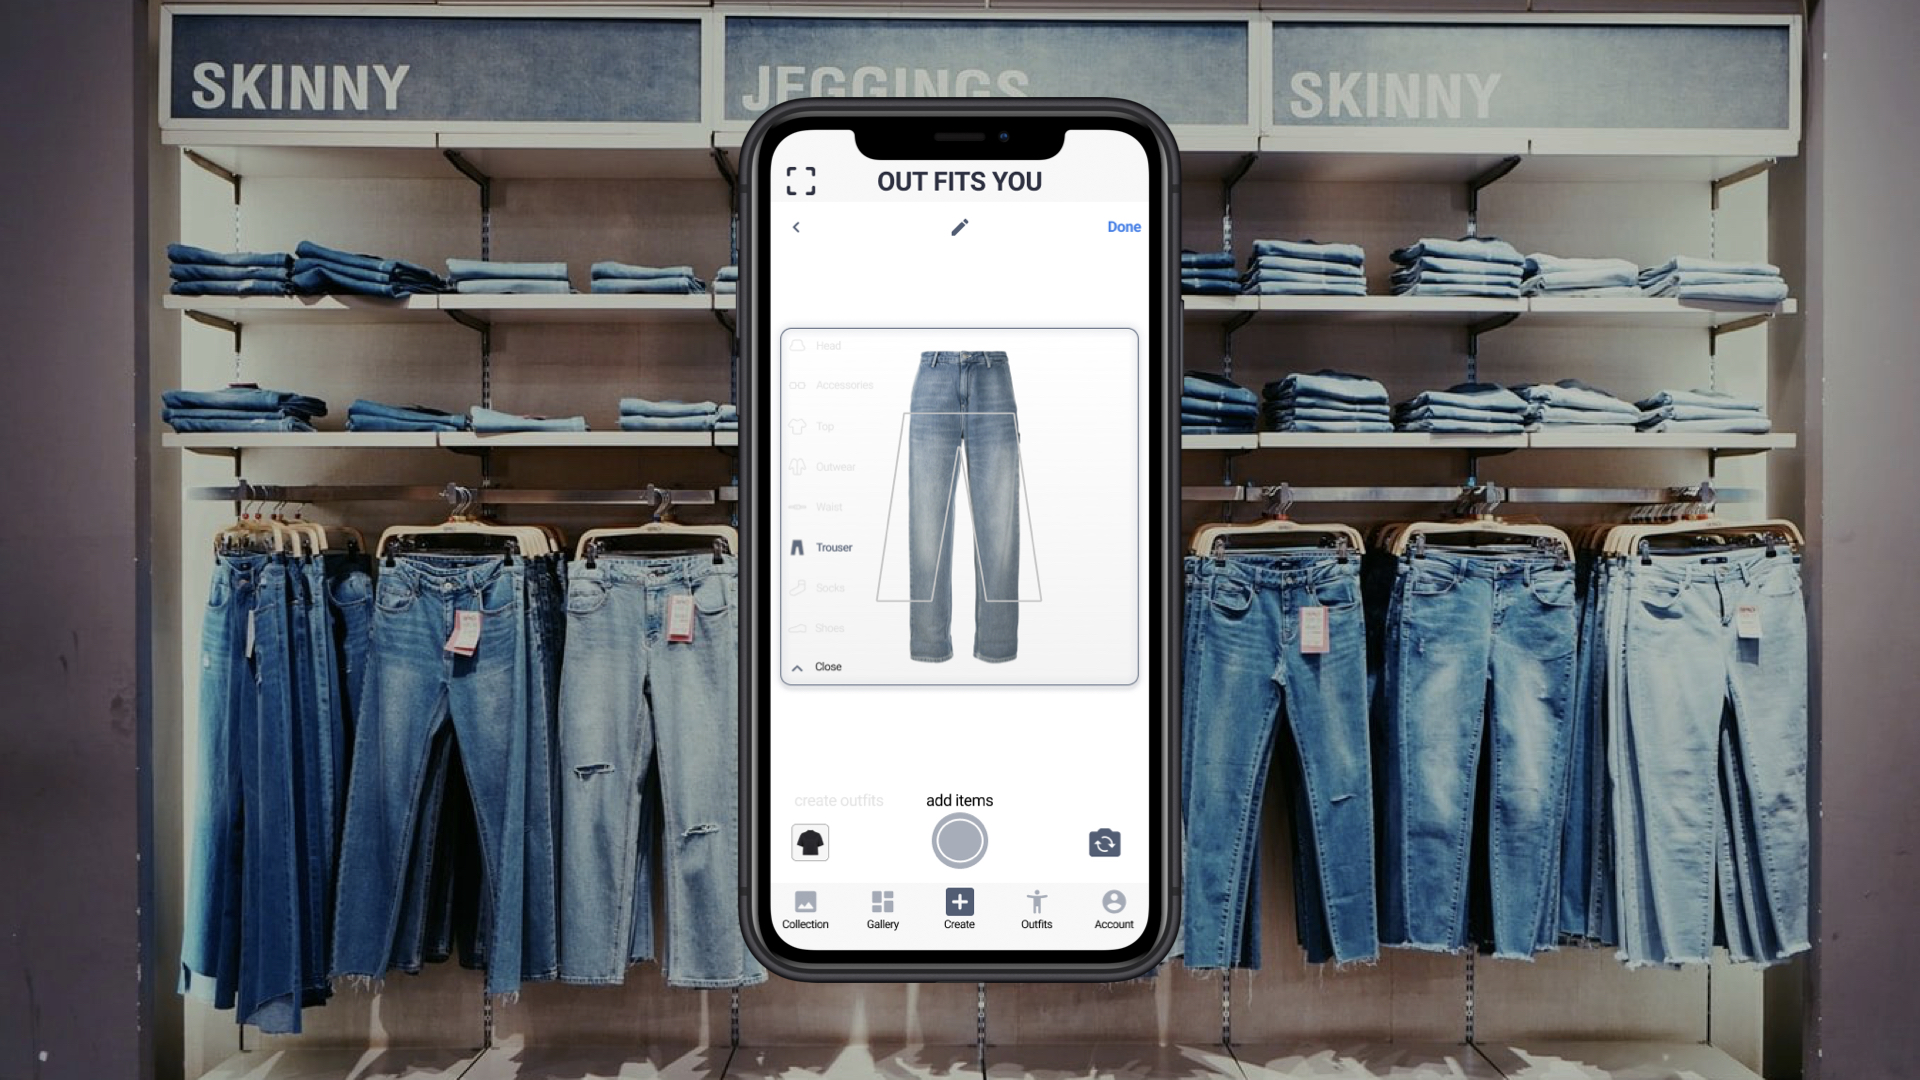 SKINNY
JEGGINGS
SKINNY
OUT FITS YOU
Done
Head
Accessories
Top
Outwear
Waist
Trouser
Socks
Shoes
Close
create outfits
add items
Collection
Gallery
Create
Outfits
Account